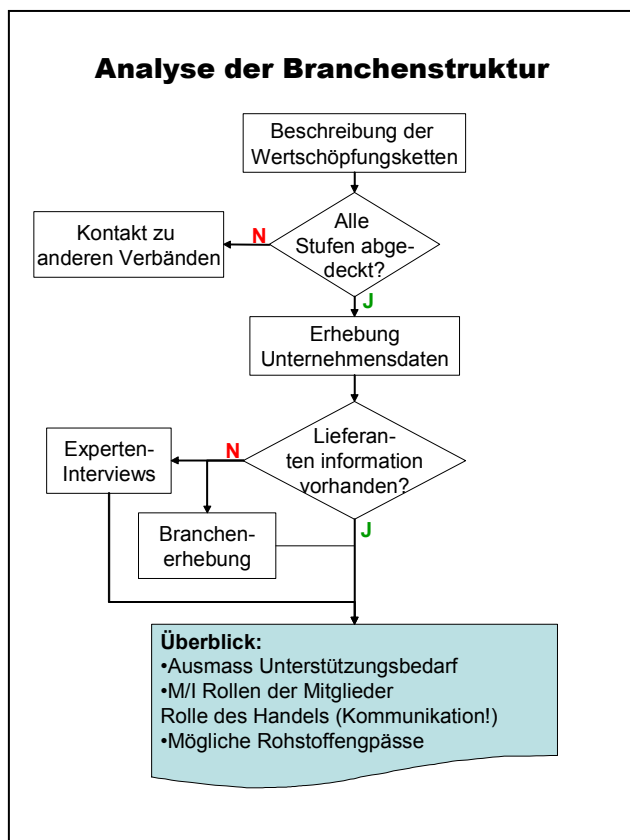 Analyse der Branchenstruktur
Beschreibung der
Wertschöpfungsketten
Alle
Stufen abge-
deckt?
N
Kontakt zu
anderen Verbänden
J
Erhebung
Unternehmensdaten
Lieferan-
ten information
vorhanden?
N
Experten-
Interviews
J
Branchen-
erhebung
Überblick:
•Ausmass Unterstützungsbedarf
•M/I Rollen der Mitglieder
Rolle des Handels (Kommunikation!)
•Mögliche Rohstoffengpässe